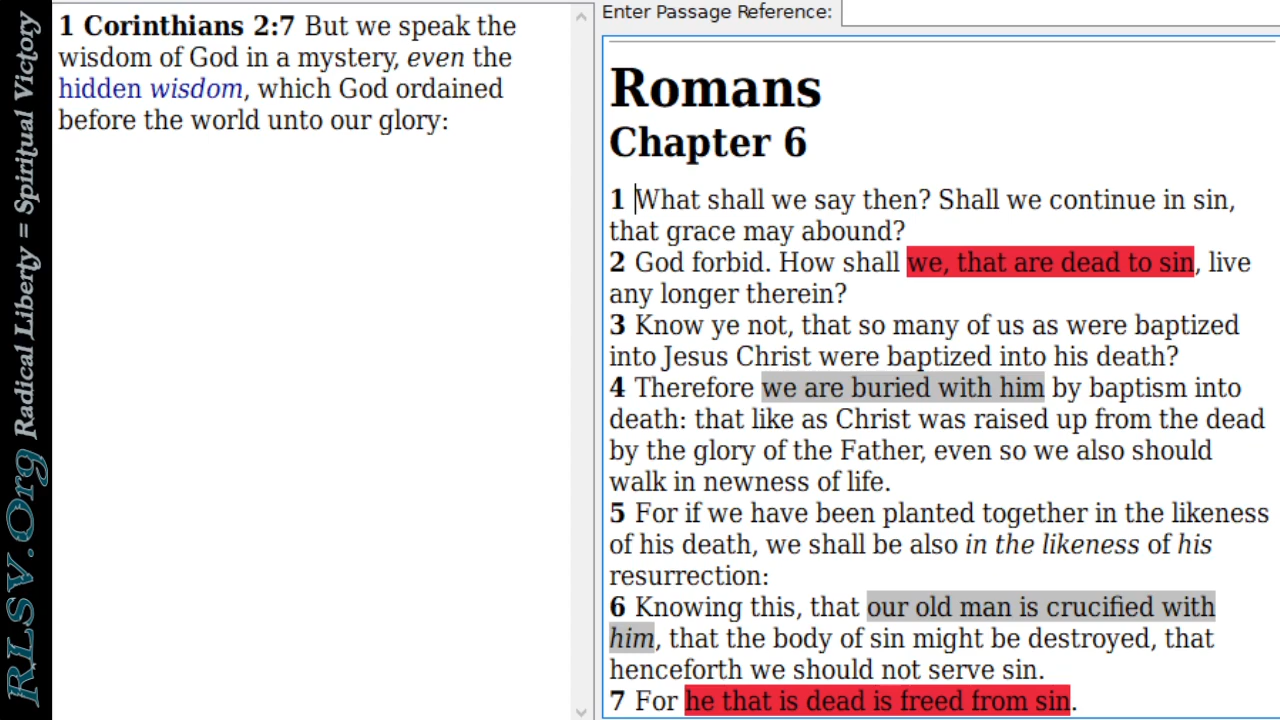 RLSV.Org Radical Liberty = Spiritual Victory
1 Corinthians 2:7 But we speak the
wisdom of God in a mystery, even the
hidden wisdom, which God ordained
before the world unto our glory:
Enter Passage Reference:
Romans
Chapter 6
1 What shall we say then? Shall we continue in sin,
that grace may abound?
2 God forbid. How shall we, that are dead to sin, live
any longer therein?
3 Know ye not, that so many of us as were baptized
into Jesus Christ were baptized into his death?
4 Therefore we are buried with him by baptism into
death: that like as Christ was raised up from the dead
by the glory of the Father, even so we also should
walk in newness of life.
5 For if we have been planted together in the likeness
of his death, we shall be also in the likeness of his
resurrection:
6 Knowing this, that our old man is crucified with
him, that the body of sin might be destroyed, that
henceforth we should not serve sin.
7 For he that is dead is freed from sin.